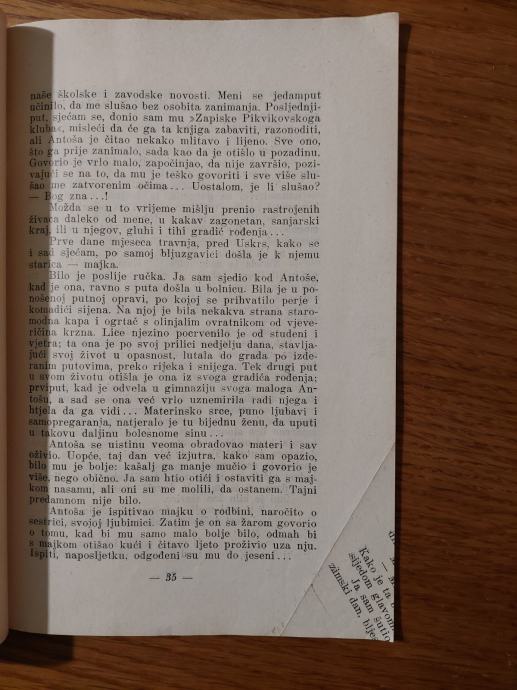 naše školske i zavodske novosti. Meni se jedamput
učinilo, da me slušao bez osobita zanimanja. Posljednji-
put, sjećam se, donio sam mu »Zapiske Pikvikovskoga
kluba«, misleći da će ga ta knjiga zabaviti, razonoditi,
ali Antoša je čitao nekako mlitavo i lijeno. Sve ono,
što ga prije zanimalo, sada kao da je otišlo u pozadinu.
Govorio je vrlo malo, započinjao, da nije završio, pozi-
vajući se na to, da mu je teško govoriti i sve više slu-
šao me zatvorenim očima... Uostalom, je li slušao?
— Bog zna...!
Možda se u to vrijeme mišlju prenio rastrojenih
živaca daleko od mene, u kakav zagonetan, sanjarski
kraj, ili u njegov, gluhi i tihi gradić rođenja...
Prve dane mjeseca travnja, pred Uskrs, kako se
i sad sjećam, po samoj bljuzgavici došla je k njemu
starica — majka.
Bilo je poslije ručka. Ja sam sjedio kod Antoše,
kad je ona, ravno s puta došla u bolnicu. Bila je u po-
nošenoj putnoj opravi, po kojoj se prihvatilo perje i
komadići sijena. Na njoj je bila nekakva strana staro-
modna kapa i ogrtač s olinjalim ovratnikom od vjeve-
ričina krzna. Lice njezino pocrvenilo je od studeni i
vjetra; ta ona je po svoj prilici nedjelju dana, stavlja-
jući svoj život u opasnost, lutala do grada po izde-
ranim putovima, preko rijeka i snijega. Tek drugi put
u svom životu otišla je ona iz svoga gradića rođenja;
prviput, kad je odvela u gimnaziju svoga maloga An-
tošu, a sad se ona već vrlo uznemirila radi njega i
htjela da ga vidi... Materinsko srce, puno ljubavi i
samopregaranja, natjeralo je tu bijednu ženu, da uputi
u takovu daljinu bolesnome sinu...
Antoša se nistinu veoma obradovao materi i sav
oživio. Uopće, taj dan već izjutra, kako sam opazio,
bilo mu je bolje: kašalj ga manje mučio i govorio je
više, nego obično. Ja sam htio otići i ostaviti ga s maj-
kom nasamu, ali oni su me molili, da ostanem. Tajni
predamnom nije bilo.
Antoša je ispitivao majku o rodbini, naročito o
sestrici, svojoj ljubimici. Zatim je on sa žarom govorio
o tomu, kad bi mu samo malo bolje bilo, odmah bi
s majkom otišao kući i čitavo ljeto proživio uza nju.
Ispiti, naposljetku, odgođeni su mu do jeseni...
— 35 —
Kako je ta
sijedom glavom
Ja sam šutio
zimski dan, blje